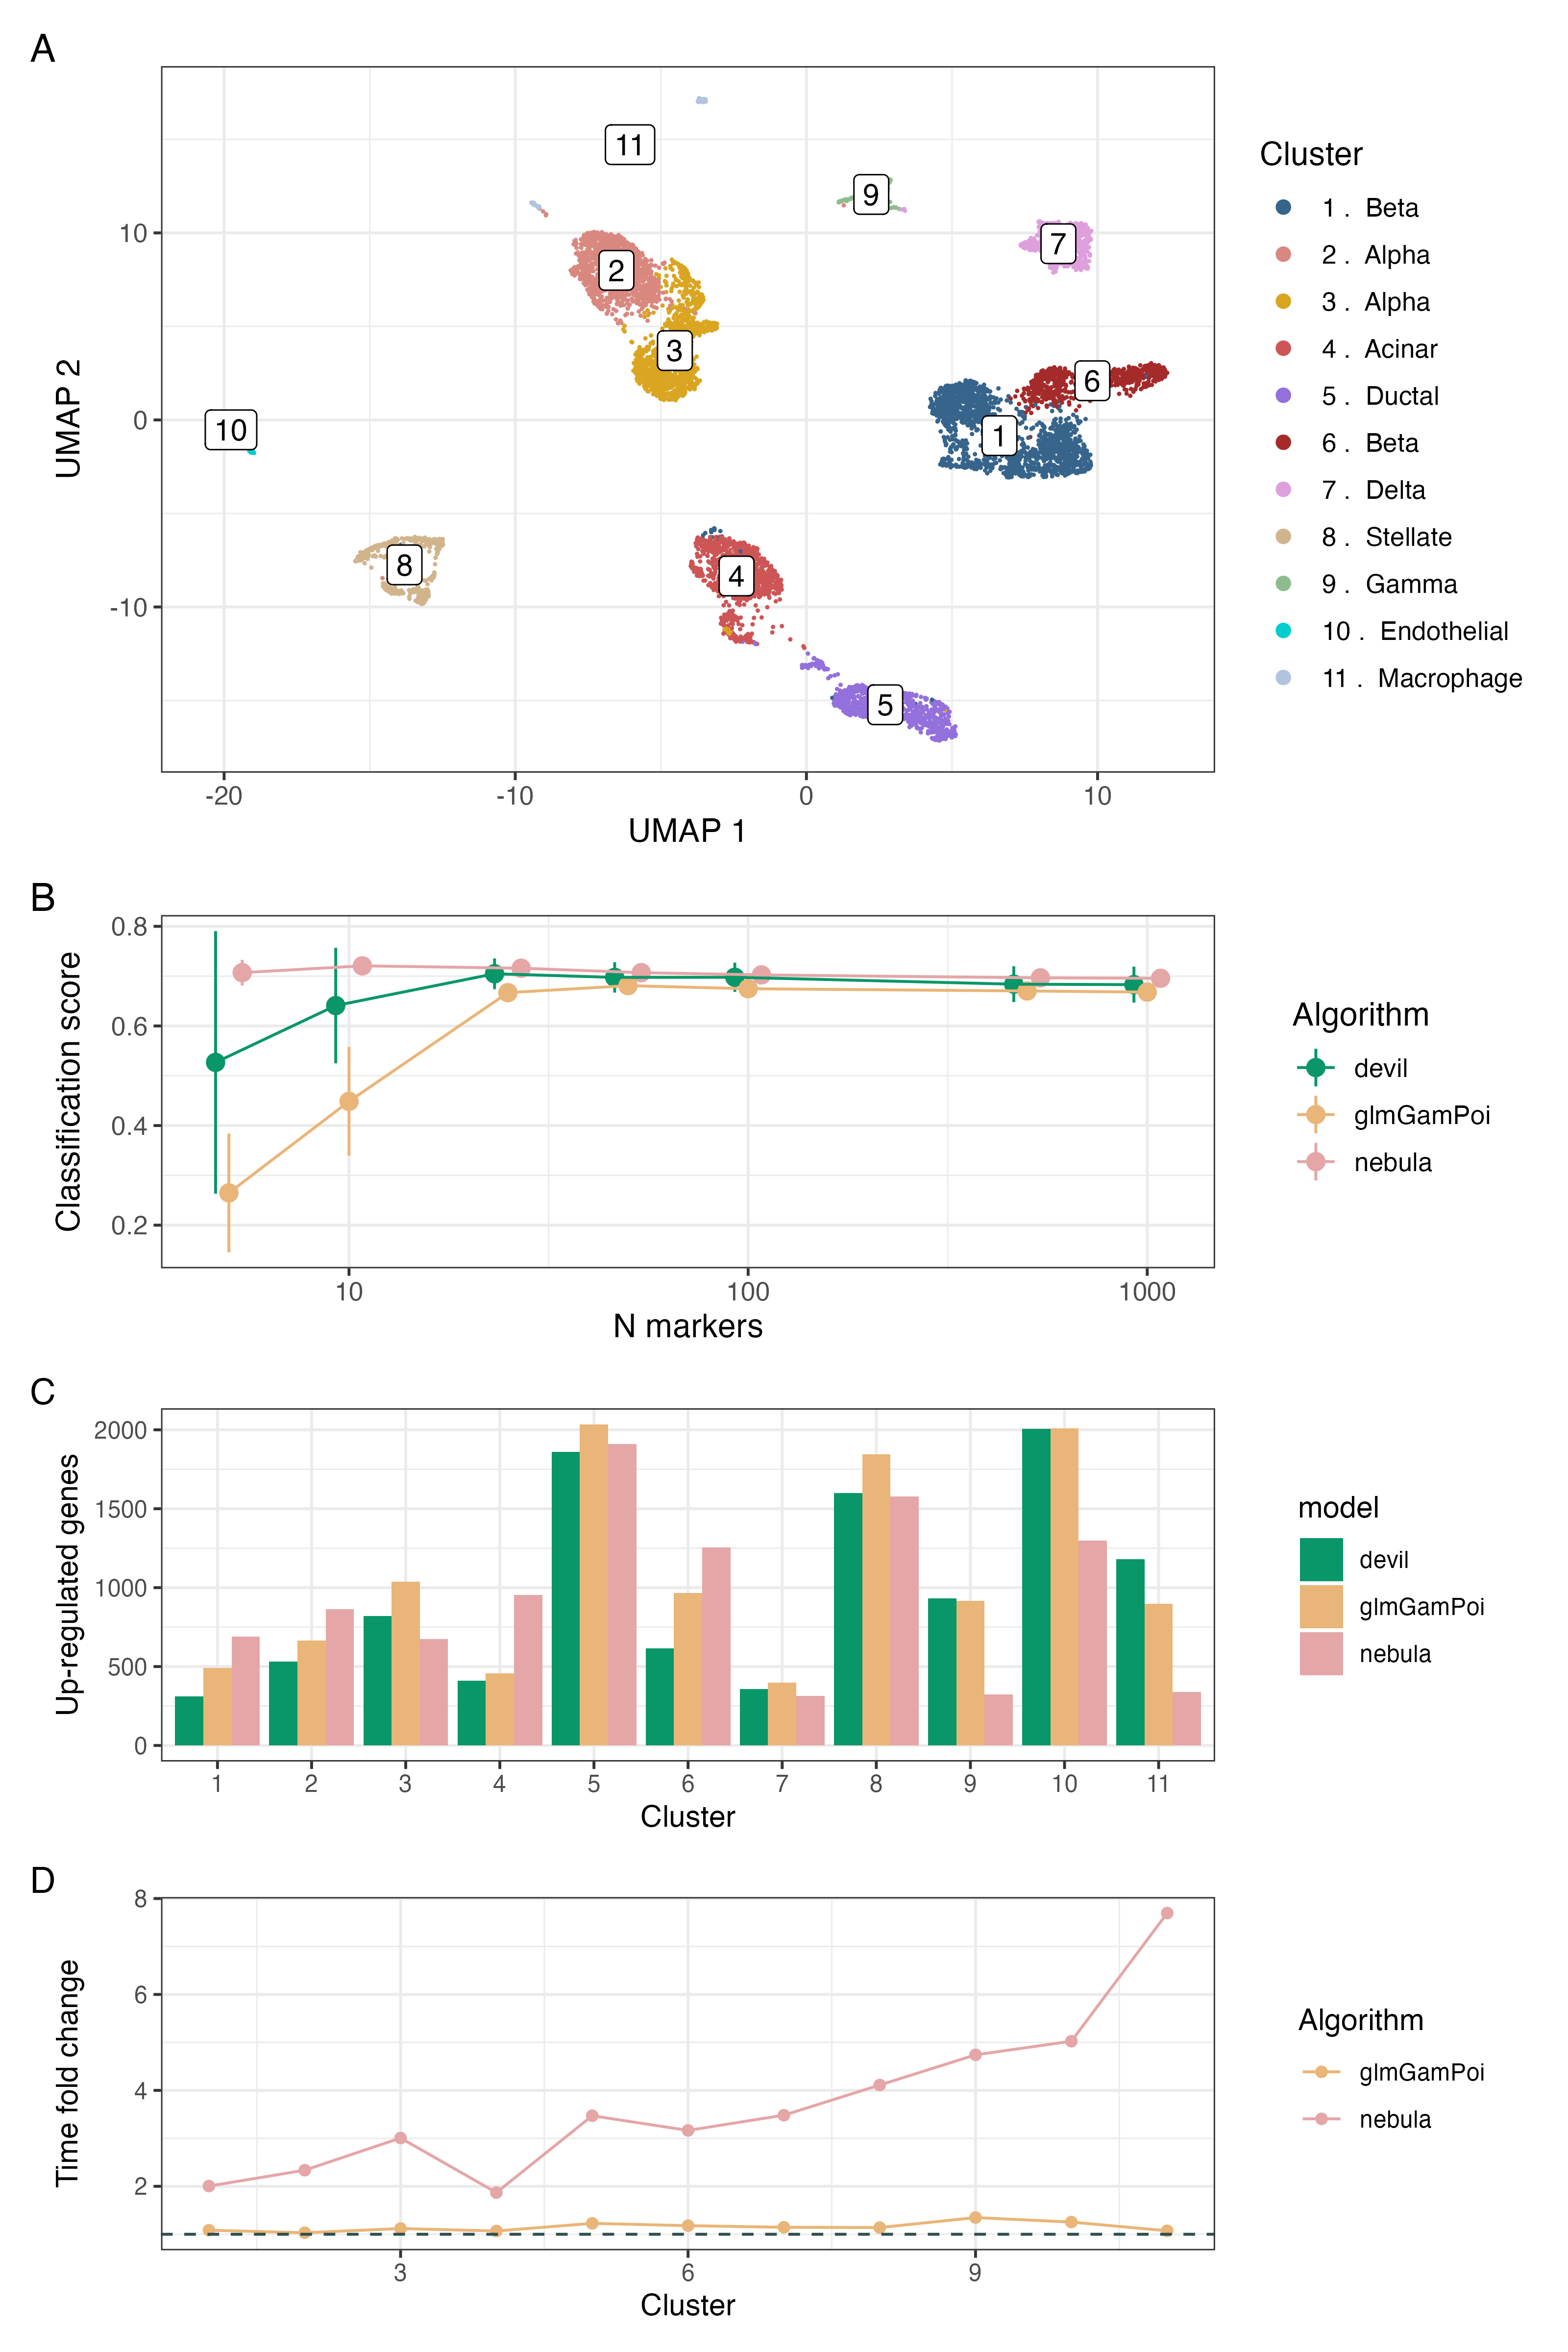 A
11
9
7
2
3
6
1
10
8
4
5
10
0
-10
-20
-10
0
10
UMAP 1
UMAP 2
Cluster
1 . Beta
2 . Alpha
3 . Alpha
4 . Acinar
5 . Ductal
6 . Beta
7 . Delta
8 . Stellate
9 . Gamma
10 . Endothelial
11 . Macrophage
B
0.8
0.6
0.4
0.2
10
100
1000
N markers
Classification score
Algorithm
devil
glmGamPoi
nebula
C
2000
1500
1000
500
0
1
2
3
4
5
6
7
8
9
10
11
Cluster
Up-regulated genes
model
devil
glmGamPoi
nebula
D
8
6
4
2
3
6
9
Cluster
Time fold change
Algorithm
glmGamPoi
nebula